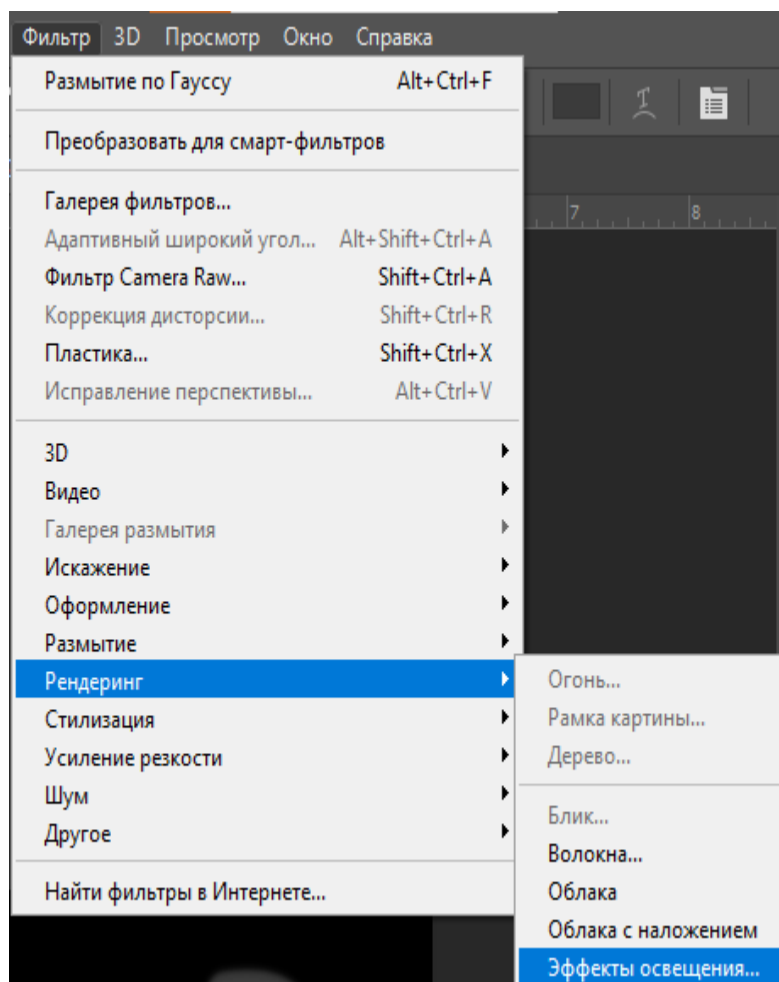 Фильтр 3D Просмотр Окно Справка
Размытие по Гауссу Alt+Ctrl+F
Преобразовать для смарт-фильтров
Галерея фильтров...
Адаптивный широкий угол... Alt+Shift+Ctrl+A
Фильтр Camera Raw... Shift+Ctrl+A
Коррекция дисторсии... Shift+Ctrl+R
Пластика... Shift+Ctrl+X
Исправление перспективы... Alt+Ctrl+V
3D
Видео
Галерея размытия
Искажение
Оформление
Размытие
Рендеринг
Стилизация
Усиление резкости
Шум
Другое
Найти фильтры в Интернете...
7 8
Огонь...
Рамка картины...
Дерево...
Блик...
Волокна...
Облака
Облака с наложением
Эффекты освещения...